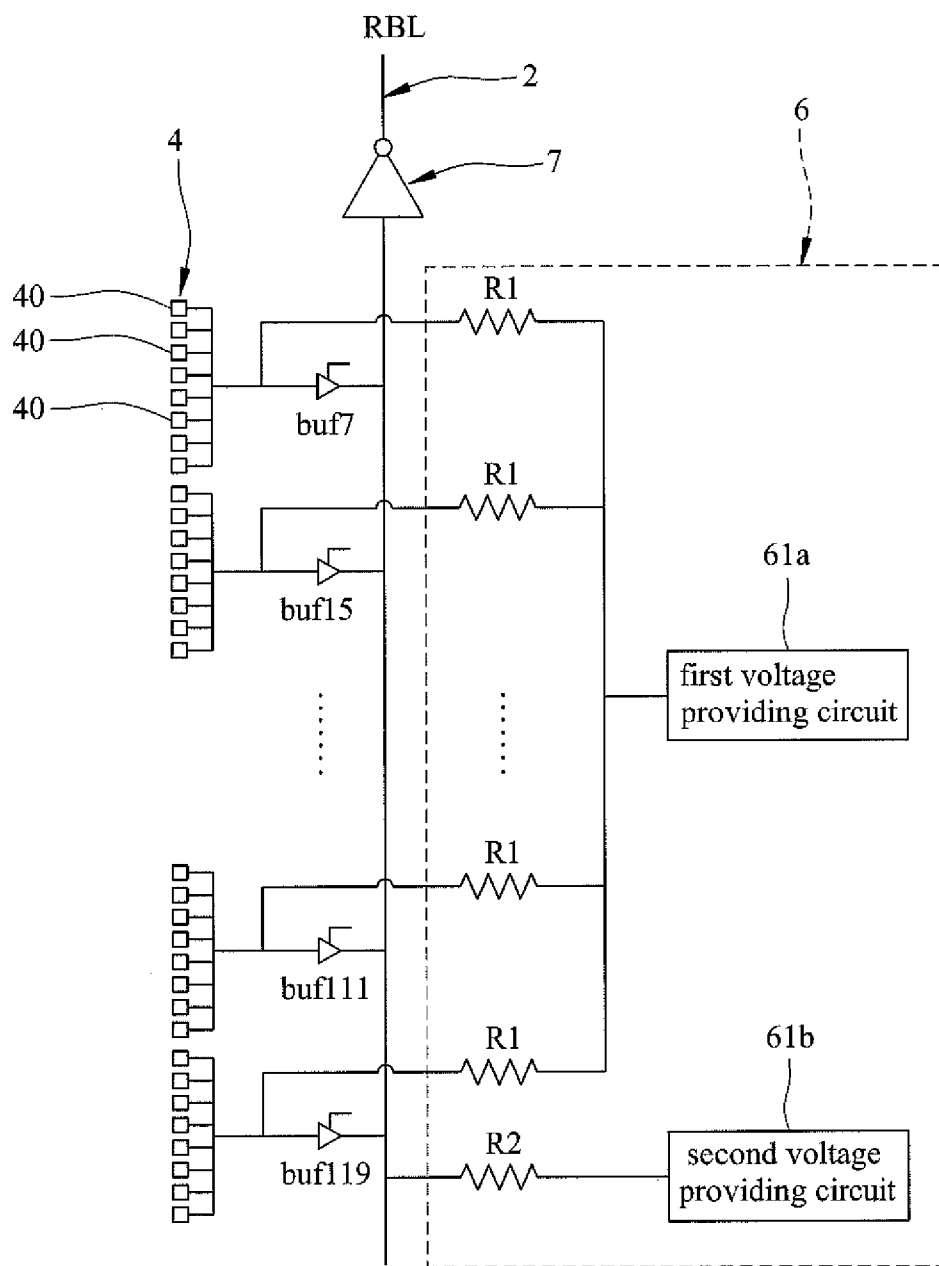 RBL
2
6
4
7
R1
40
40
buf7
40
R1
61a
buf15
first voltage
providing circuit
R1
buf111
R1
61b
R2
second voltage
buf119
providing circuit